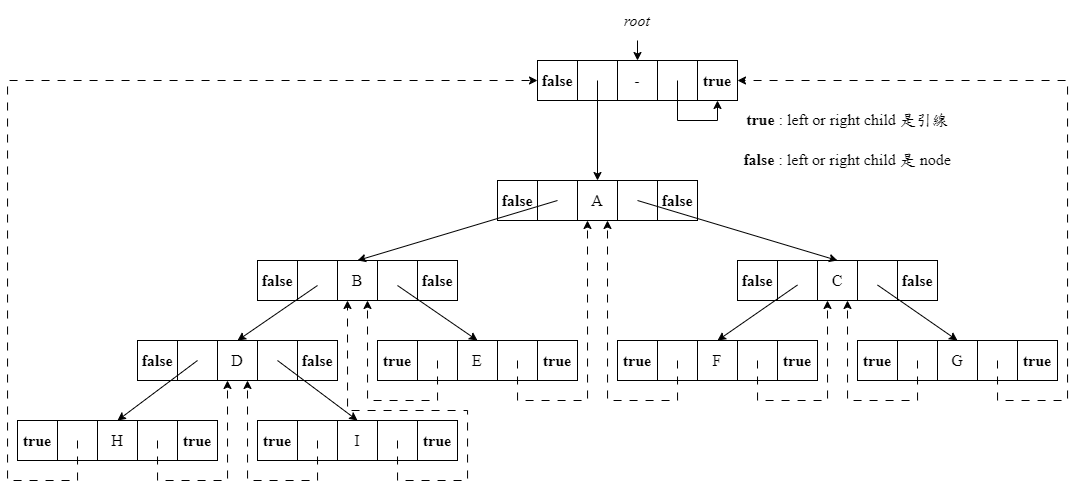 root
false - true
true : left or right child 是引線
false : left or right child 是 node
false A false
false B false
false C false
false D false
true E true
true F true
true G true
true H true
true I true